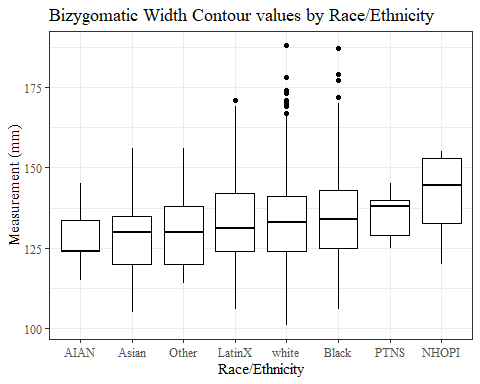 Bizygomatic Width Contour values by Race/Ethnicity
Measurement (mm)
175
150
125
100
AIAN Asian Other LatinX white Black PTNS NHOPI
Race/Ethnicity